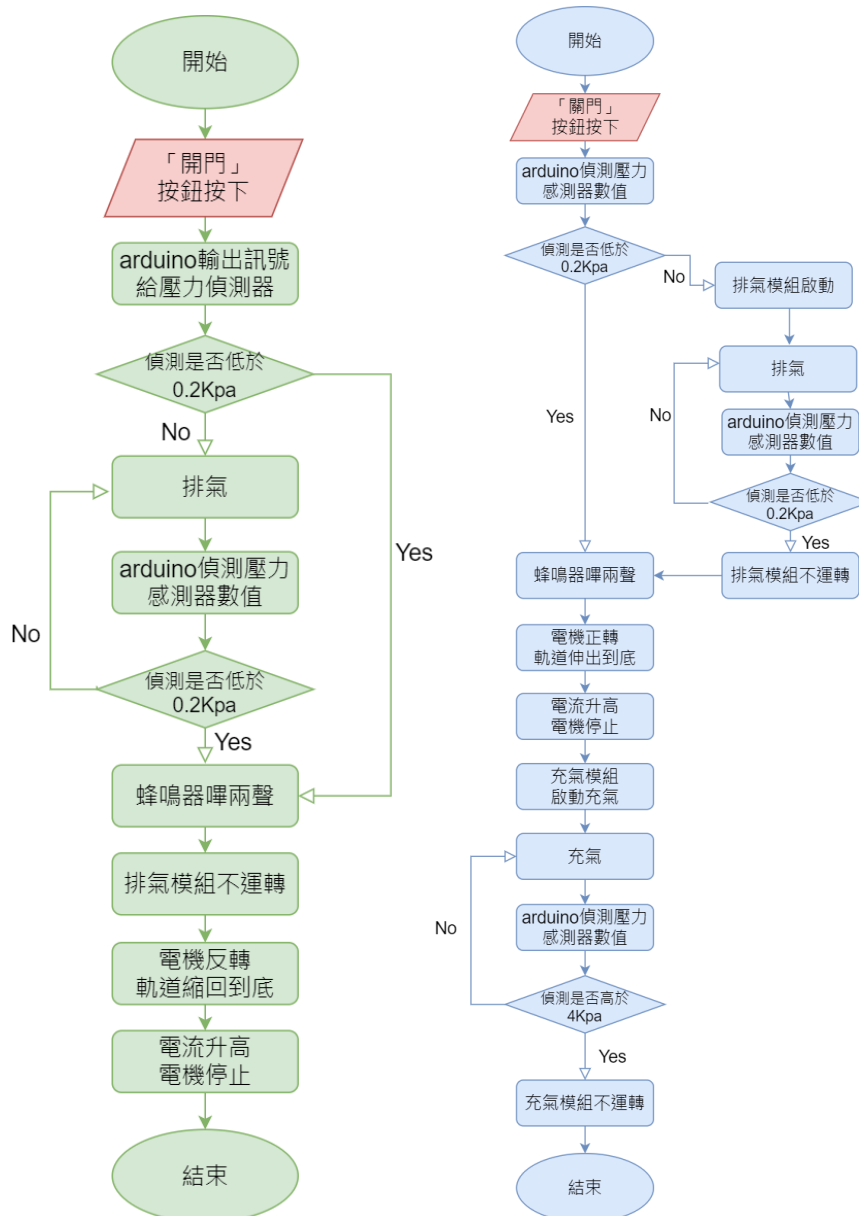 開始
「開門」
按鈕按下
arduino輸出訊號
給壓力偵測器
偵測是否低於
0.2Kpa
No
排氣
Yes
arduino偵測壓力
感測器數值
No
偵測是否低於
0.2Kpa
Yes
蜂鳴器嗶兩聲
排氣模組不運轉
電機反轉
軌道縮回到底
電流升高
電機停止
結束
開始
「關門」
按鈕按下
arduino偵測壓力
感測器數值
偵測是否低於
0.2Kpa
No
排氣模組啟動
排氣
Yes
No
arduino偵測壓力
感測器數值
偵測是否低於
0.2Kpa
Yes
排氣模組不運轉
蜂鳴器嗶兩聲
電機正轉
軌道伸出到底
電流升高
電機停止
充氣模組
啟動充氣
充氣
No
arduino偵測壓力
感測器數值
偵測是否高於
4Kpa
Yes
充氣模組不運轉
結束